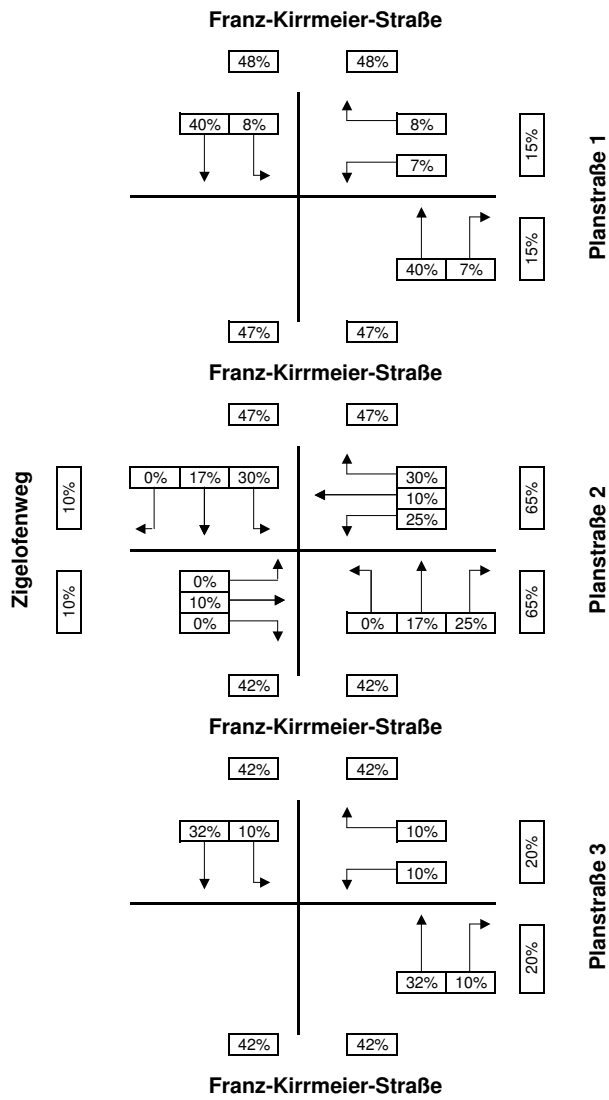 Franz-Kirrmeier-Straße
48% 48%
40% 8% 8%
7%
15%
Planstraße 1
15%
40% 7%
47% 47%
Franz-Kirrmeier-Straße
47% 47%
Zigelofenweg
10%
0% 17% 30% 30%
10%
25%
65%
Planstraße 2
10%
0%
10%
0%
0% 17% 25%
65%
42% 42%
Franz-Kirrmeier-Straße
42% 42%
32% 10% 10%
10%
20%
Planstraße 3
20%
32% 10%
42% 42%
Franz-Kirrmeier-Straße